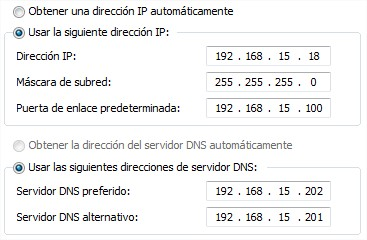 Obtener una dirección IP automáticamente
Usar la siguiente dirección IP:
Dirección IP: 192 . 168 . 15 . 18
Máscara de subred: 255 . 255 . 255 . 0
Puerta de enlace predeterminada: 192 . 168 . 15 . 100
Obtener la dirección del servidor DNS automáticamente
Usar las siguientes direcciones de servidor DNS:
Servidor DNS preferido: 192 . 168 . 15 . 202
Servidor DNS alternativo: 192 . 168 . 15 . 201